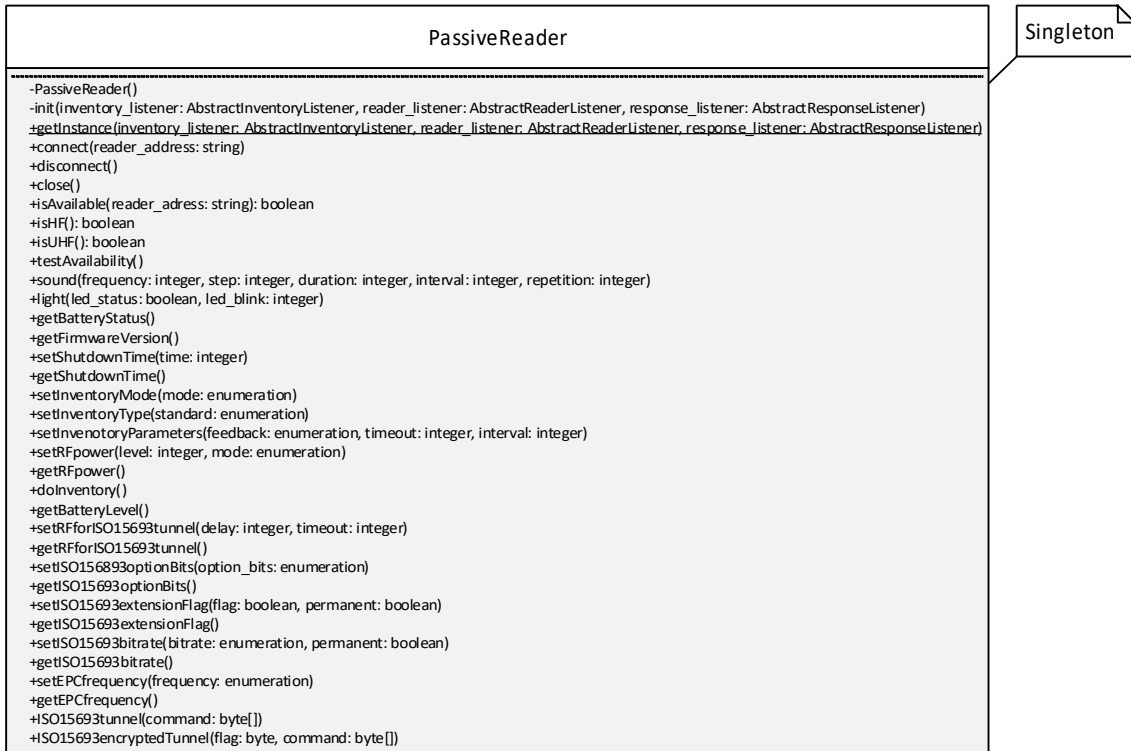 PassiveReader
Singleton
-PassiveReader()
-init(inventory_listener: AbstractInventoryListener, reader_listener: AbstractReaderListener, response_listener: AbstractResponseListener)
+getInstance(inventory_listener: AbstractInventoryListener, reader_listener: AbstractReaderListener, response_listener: AbstractResponseListener)
+connect(reader_address: string)
+disconnect()
+close()
+isAvailable(reader_adress: string): boolean
+isHF(): boolean
+isUHF(): boolean
+testAvailability()
+sound(frequency: integer, step: integer, duration: integer, interval: integer, repetition: integer)
+light(led_status: boolean, led_blink: integer)
+getBatteryStatus()
+getFirmwareVersion()
+setShutdownTime(time: integer)
+getShutdownTime()
+setInventoryMode(mode: enumeration)
+setInventoryType(standard: enumeration)
+setInvenotoryParameters(feedback: enumeration, timeout: integer, interval: integer)
+setRFpower(level: integer, mode: enumeration)
+getRFpower()
+doInventory()
+getBatteryLevel()
+setRFforISO15693tunnel(delay: integer, timeout: integer)
+getRFforISO15693tunnel()
+setISO156893optionBits(option_bits: enumeration)
+getISO15693optionBits()
+setISO15693extensionFlag(flag: boolean, permanent: boolean)
+getISO15693extensionFlag()
+setISO15693bitrate(bitrate: enumeration, permanent: boolean)
+getISO15693bitrate()
+setEPCfrequency(frequency: enumeration)
+getEPCfrequency()
+ISO15693tunnel(command: byte[])
+ISO15693encryptedTunnel(flag: byte, command: byte[])